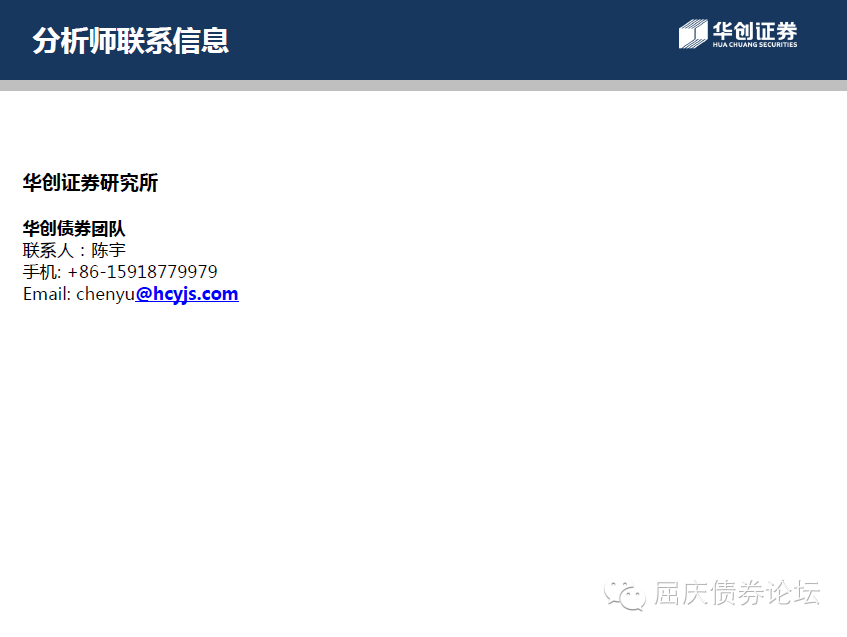 分析师联系信息
华创证券
HUA CHUANG SECURITIES
华创证券研究所
华创债券团队
联系人：陈宇
手机: +86-15918779979
Email: chenyu@hcyjs.com
屈庆债券论坛